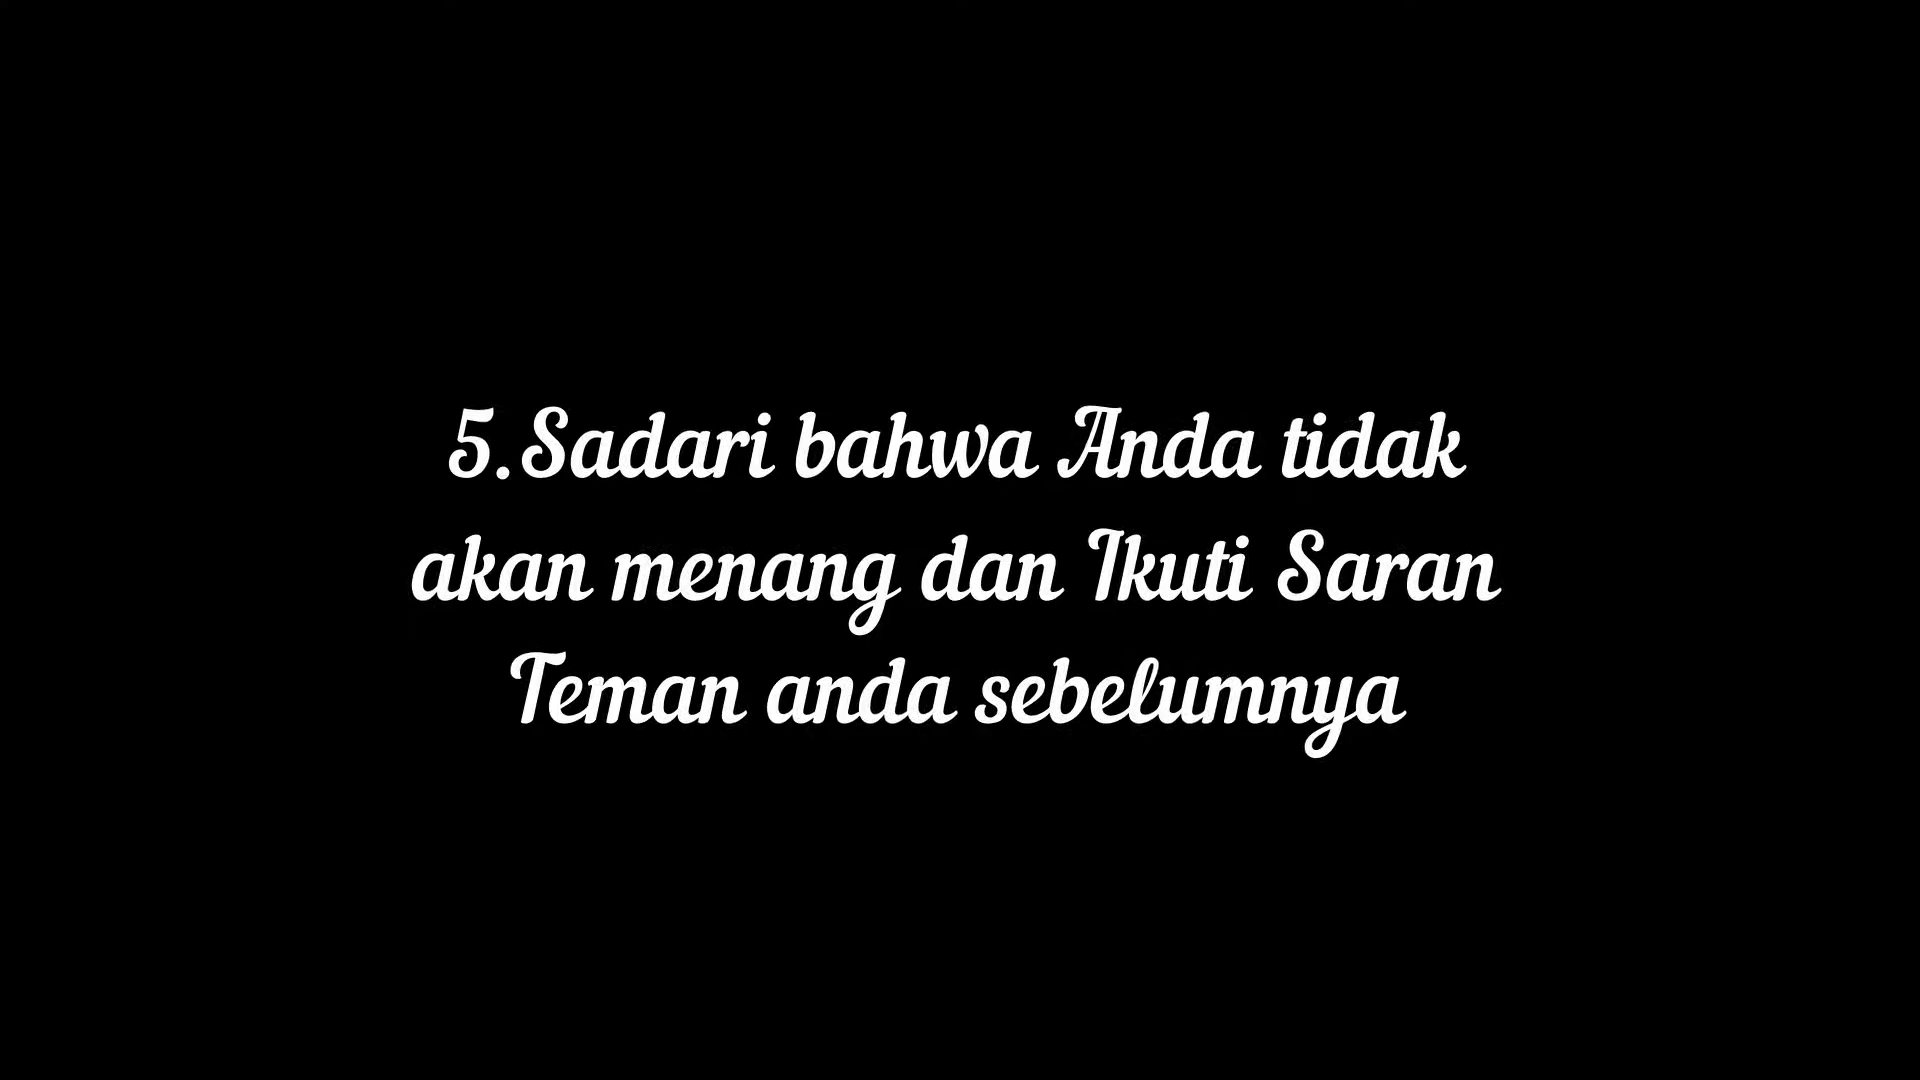 5.Sadari bahwa Anda tidak
akan menang dan Ikuti Saran
Teman anda sebelumnya